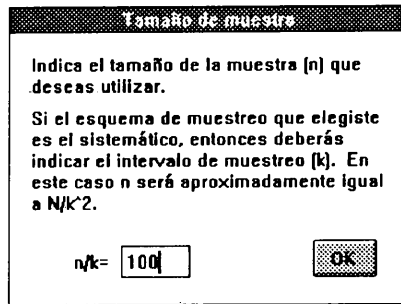 Tamaño de muestra
Indica el tamaño de la muestra (n) que
deseas utilizar.
Si el esquema de muestreo que elegiste
es el sistemático, entonces deberás
indicar el intervalo de muestreo (k). En
este caso n será aproximadamente igual
a N/k^2.
n/k= 100
OK